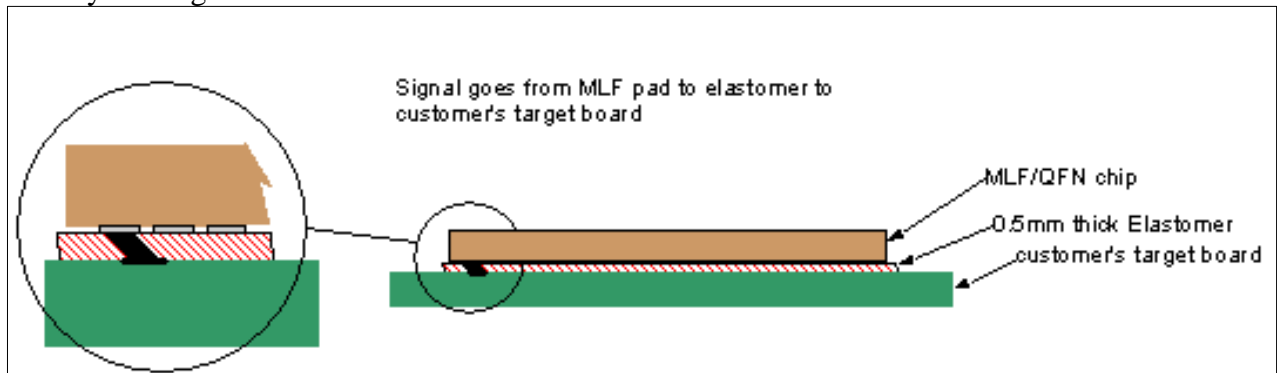 Signal goes from MLF pad to elastomer to
customer's target board
MLF/QFN chip
0.5mm thick Elastomer
customer's target board